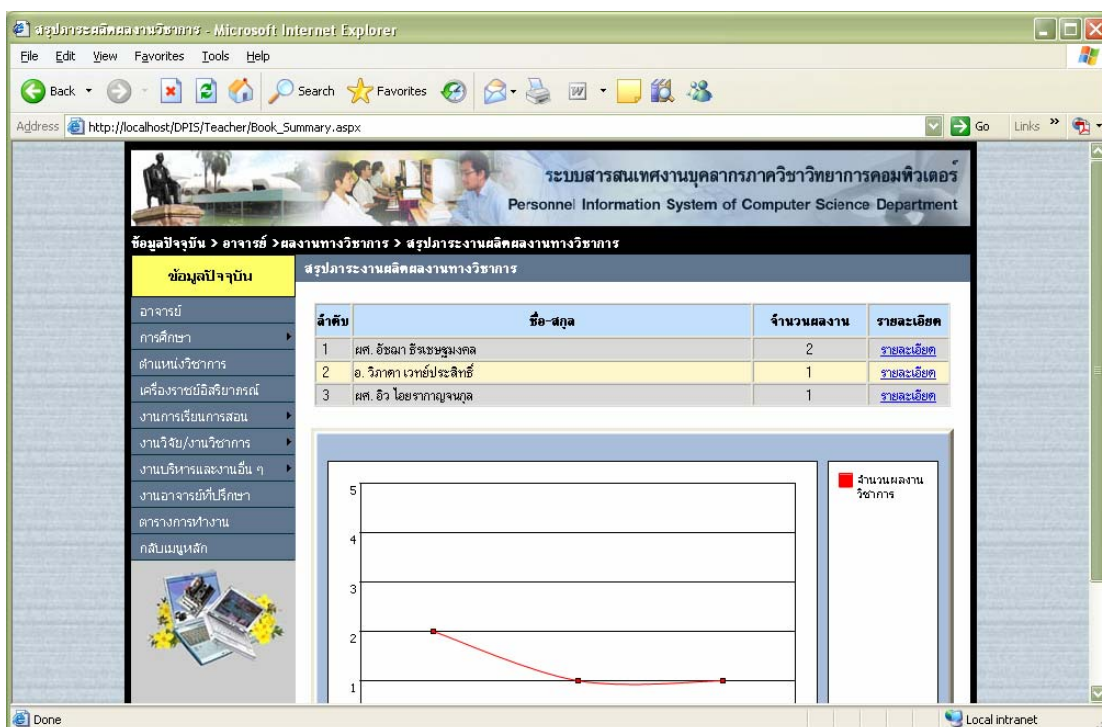 สรุปภาระผลิตผลงานวิชาการ - Microsoft Internet Explorer
File Edit View Favorites Tools Help
Back Search Favorites
Address http://localhost/DPIS/Teacher/Book_Summary.aspx Go Links »
ระบบสารสนเทศงานบุคลากรภาควิชาวิทยาการคอมพิวเตอร์
Personnel Information System of Computer Science Department
ข้อมูลปัจจุบัน > อาจารย์ >ผลงานทางวิชาการ > สรุปภาระงานผลิตผลงานทางวิชาการ
ข้อมูลปัจจุบัน
อาจารย์
การศึกษา
ตำแหน่งวิชาการ
เครื่องราชย์อิสริยาภรณ์
งานการเรียนการสอน
งานวิจัย/งานวิชาการ
งานบริหารและงานอื่น ๆ
งานอาจารย์ที่ปรึกษา
ตารางการทำงาน
กลับเมนูหลัก
สรุปภาระงานผลิตผลงานทางวิชาการ
ลำดับ ชื่อ-สกุล จำนวนผลงาน รายละเอียด
1 ผศ. อัชฌา ธีรเชษฐมงคล 2 รายละเอียด
2 อ. วิภาดา เวทย์ประสิทธิ์ 1 รายละเอียด
3 ผศ. อิว ไอยรากาญจนกุล 1 รายละเอียด
5
4
3
2
1
จำนวนผลงาน
วิชาการ
Done Local intranet